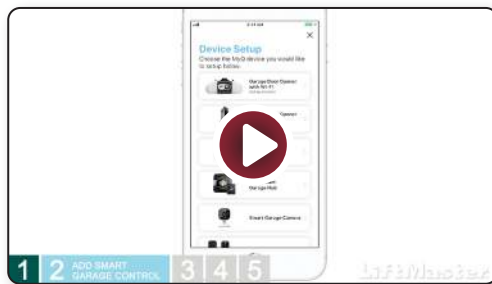 Device Setup
Choose the MyQ device you would like
to setup below.
Garage Door Opener
with Wi-Fi
Opener
Garage Hub
Smart Garage Camera
1 2 ADD SMART
GARAGE CONTROL 3 4 5
LiftMaster